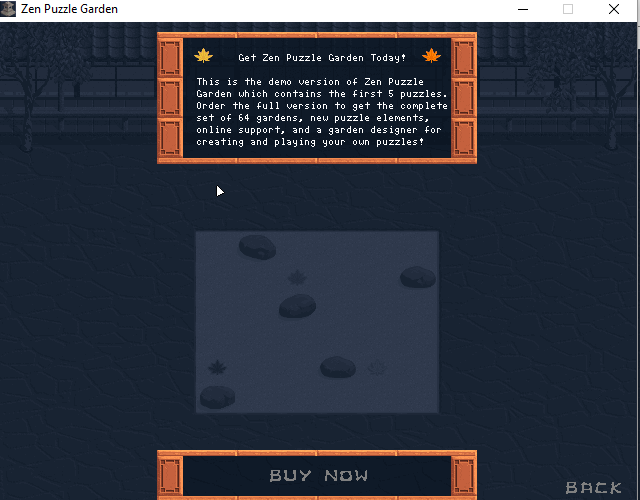 Zen Puzzle Garden
Get Zen Puzzle Garden Today!
This is the demo version of Zen Puzzle
Garden which contains the first 5 puzzles.
Order the full version to get the complete
set of 64 gardens, new puzzle elements,
online support, and a garden designer for
creating and playing your own puzzles!
BUY NOW
BACK